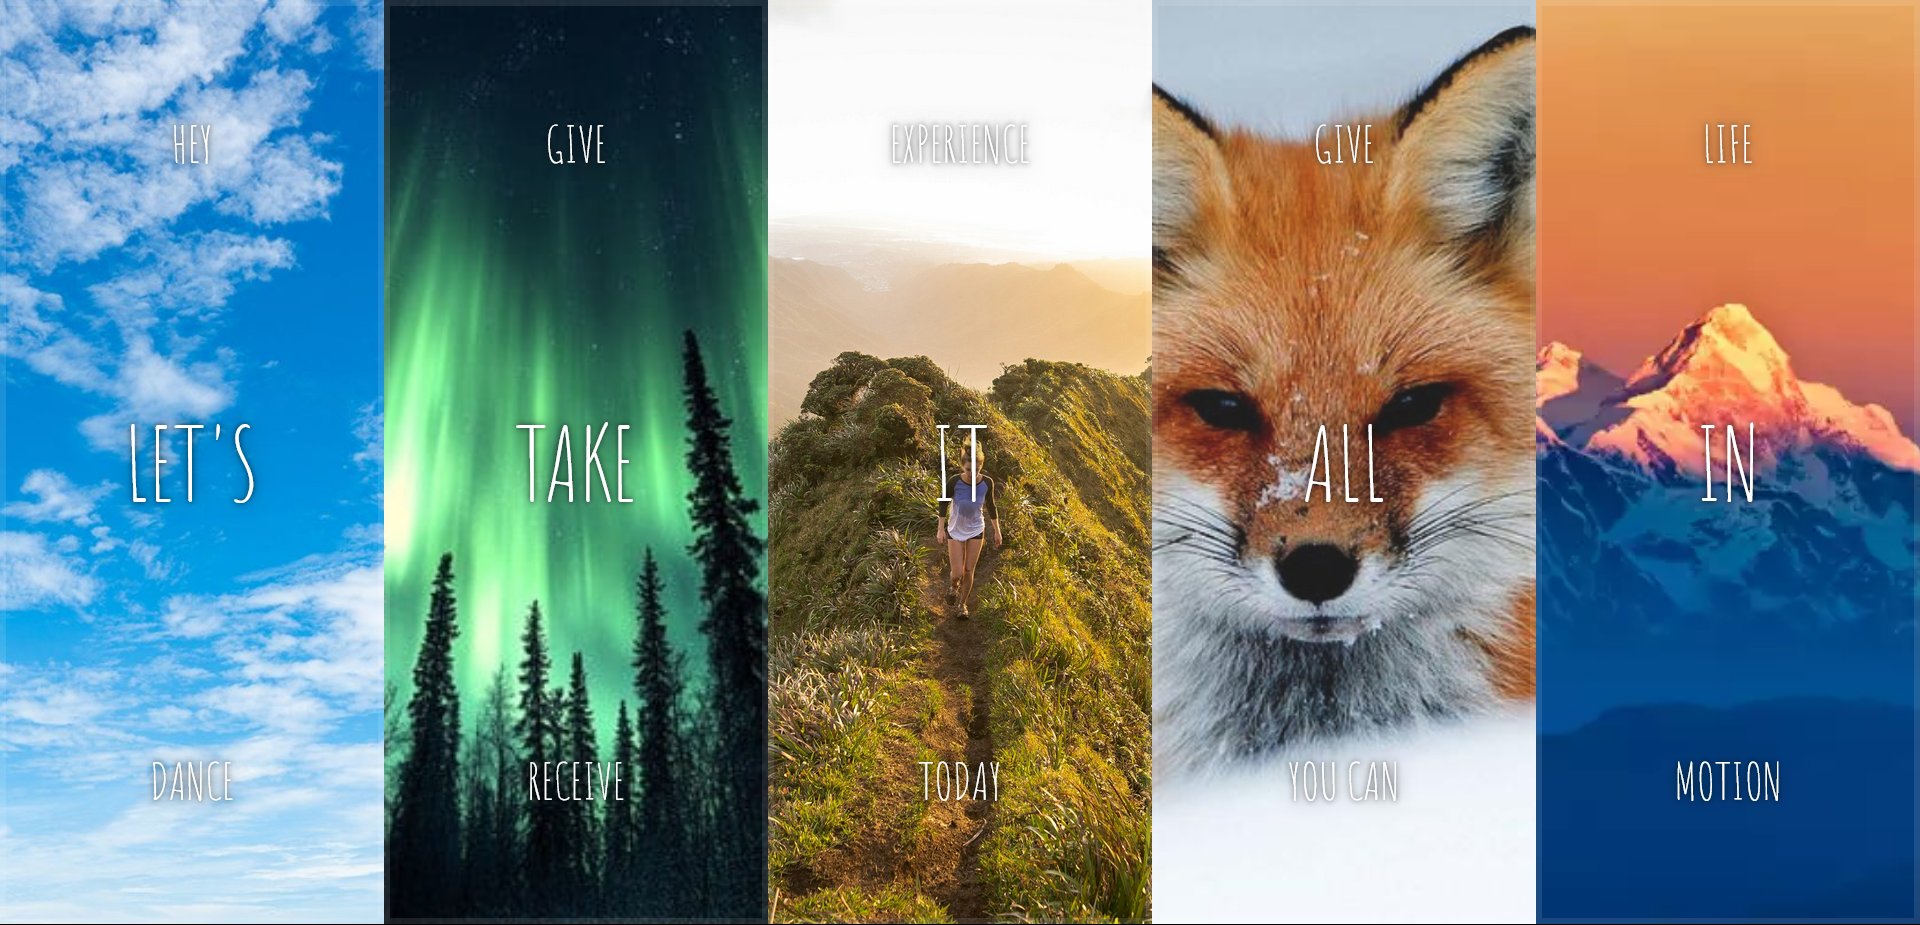 HEY
LET'S
DANCE
GIVE
TAKE
RECEIVE
EXPERIENCE
IT
TODAY
GIVE
ALL
YOU CAN
LIFE
IN
MOTION